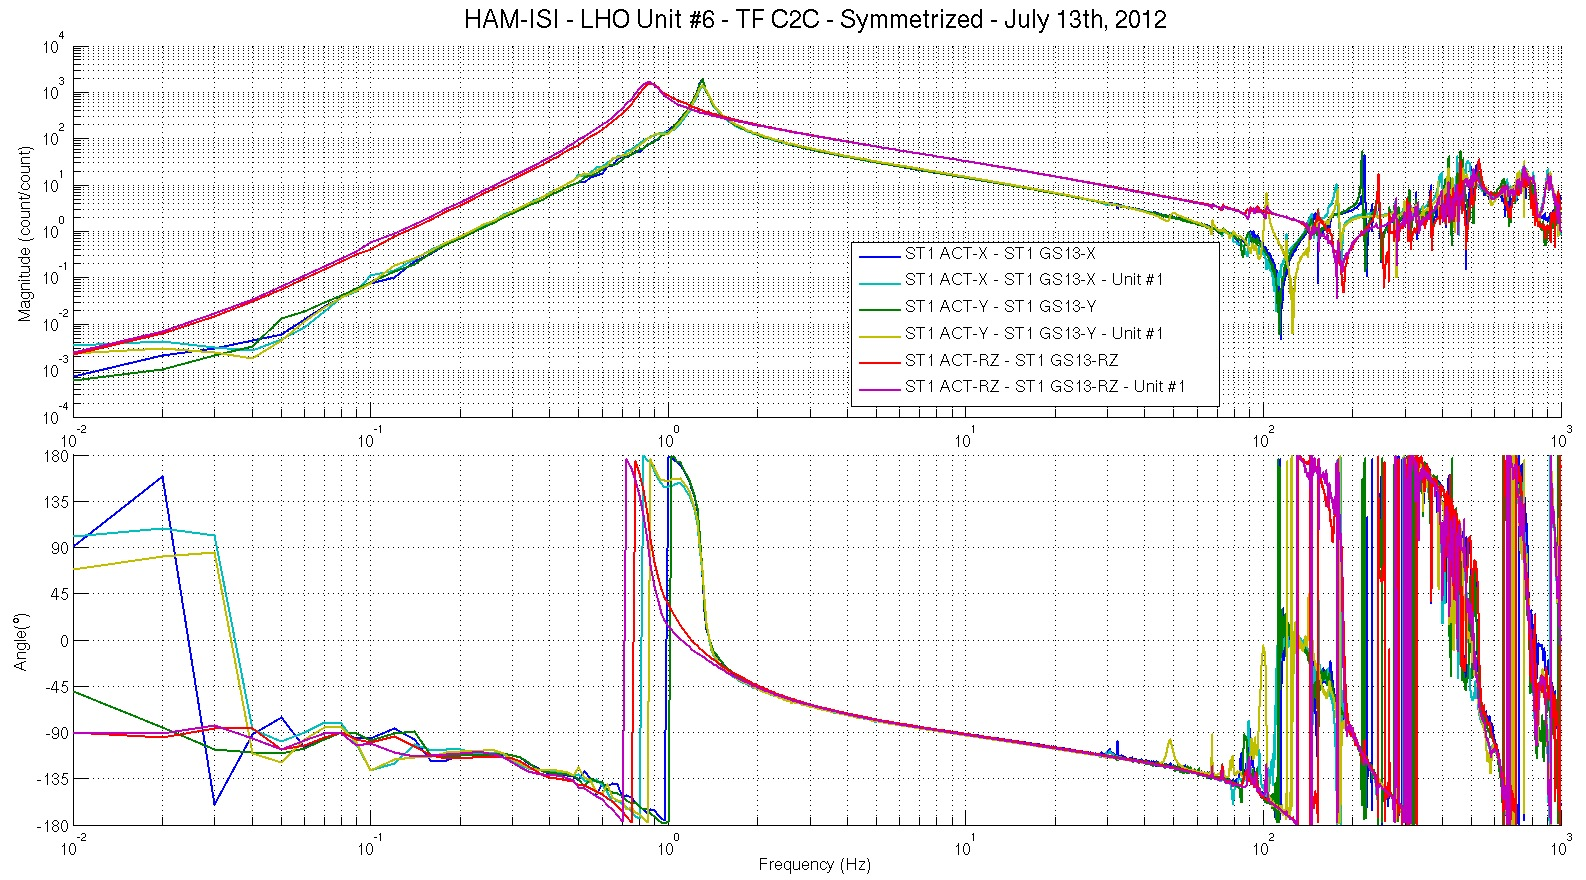 HAM-ISI - LHO Unit #6 - TF C2C - Symmetrized - July 13th, 2012
Magnitude (count/count)
10^4
10^3
10^2
10^1
10^0
10^0
10^-1
10^-2
10^-3
10^-3
10^-4
ST1 ACT-X - ST1 GS13-X
ST1 ACT-X - ST1 GS13-X - Unit #1
ST1 ACT-Y - ST1 GS13-Y
ST1 ACT-Y - ST1 GS13-Y - Unit #1
ST1 ACT-RZ - ST1 GS13-RZ
ST1 ACT-RZ - ST1 GS13-RZ - Unit #1
10^-2 10^-1 10^0 10^1 10^2 10^3
Angle(°)
180
135
90
45
0
-45
-90
-135
-180
10^-2 10^-1 10^0 10^1 10^2 10^3
Frequency (Hz)